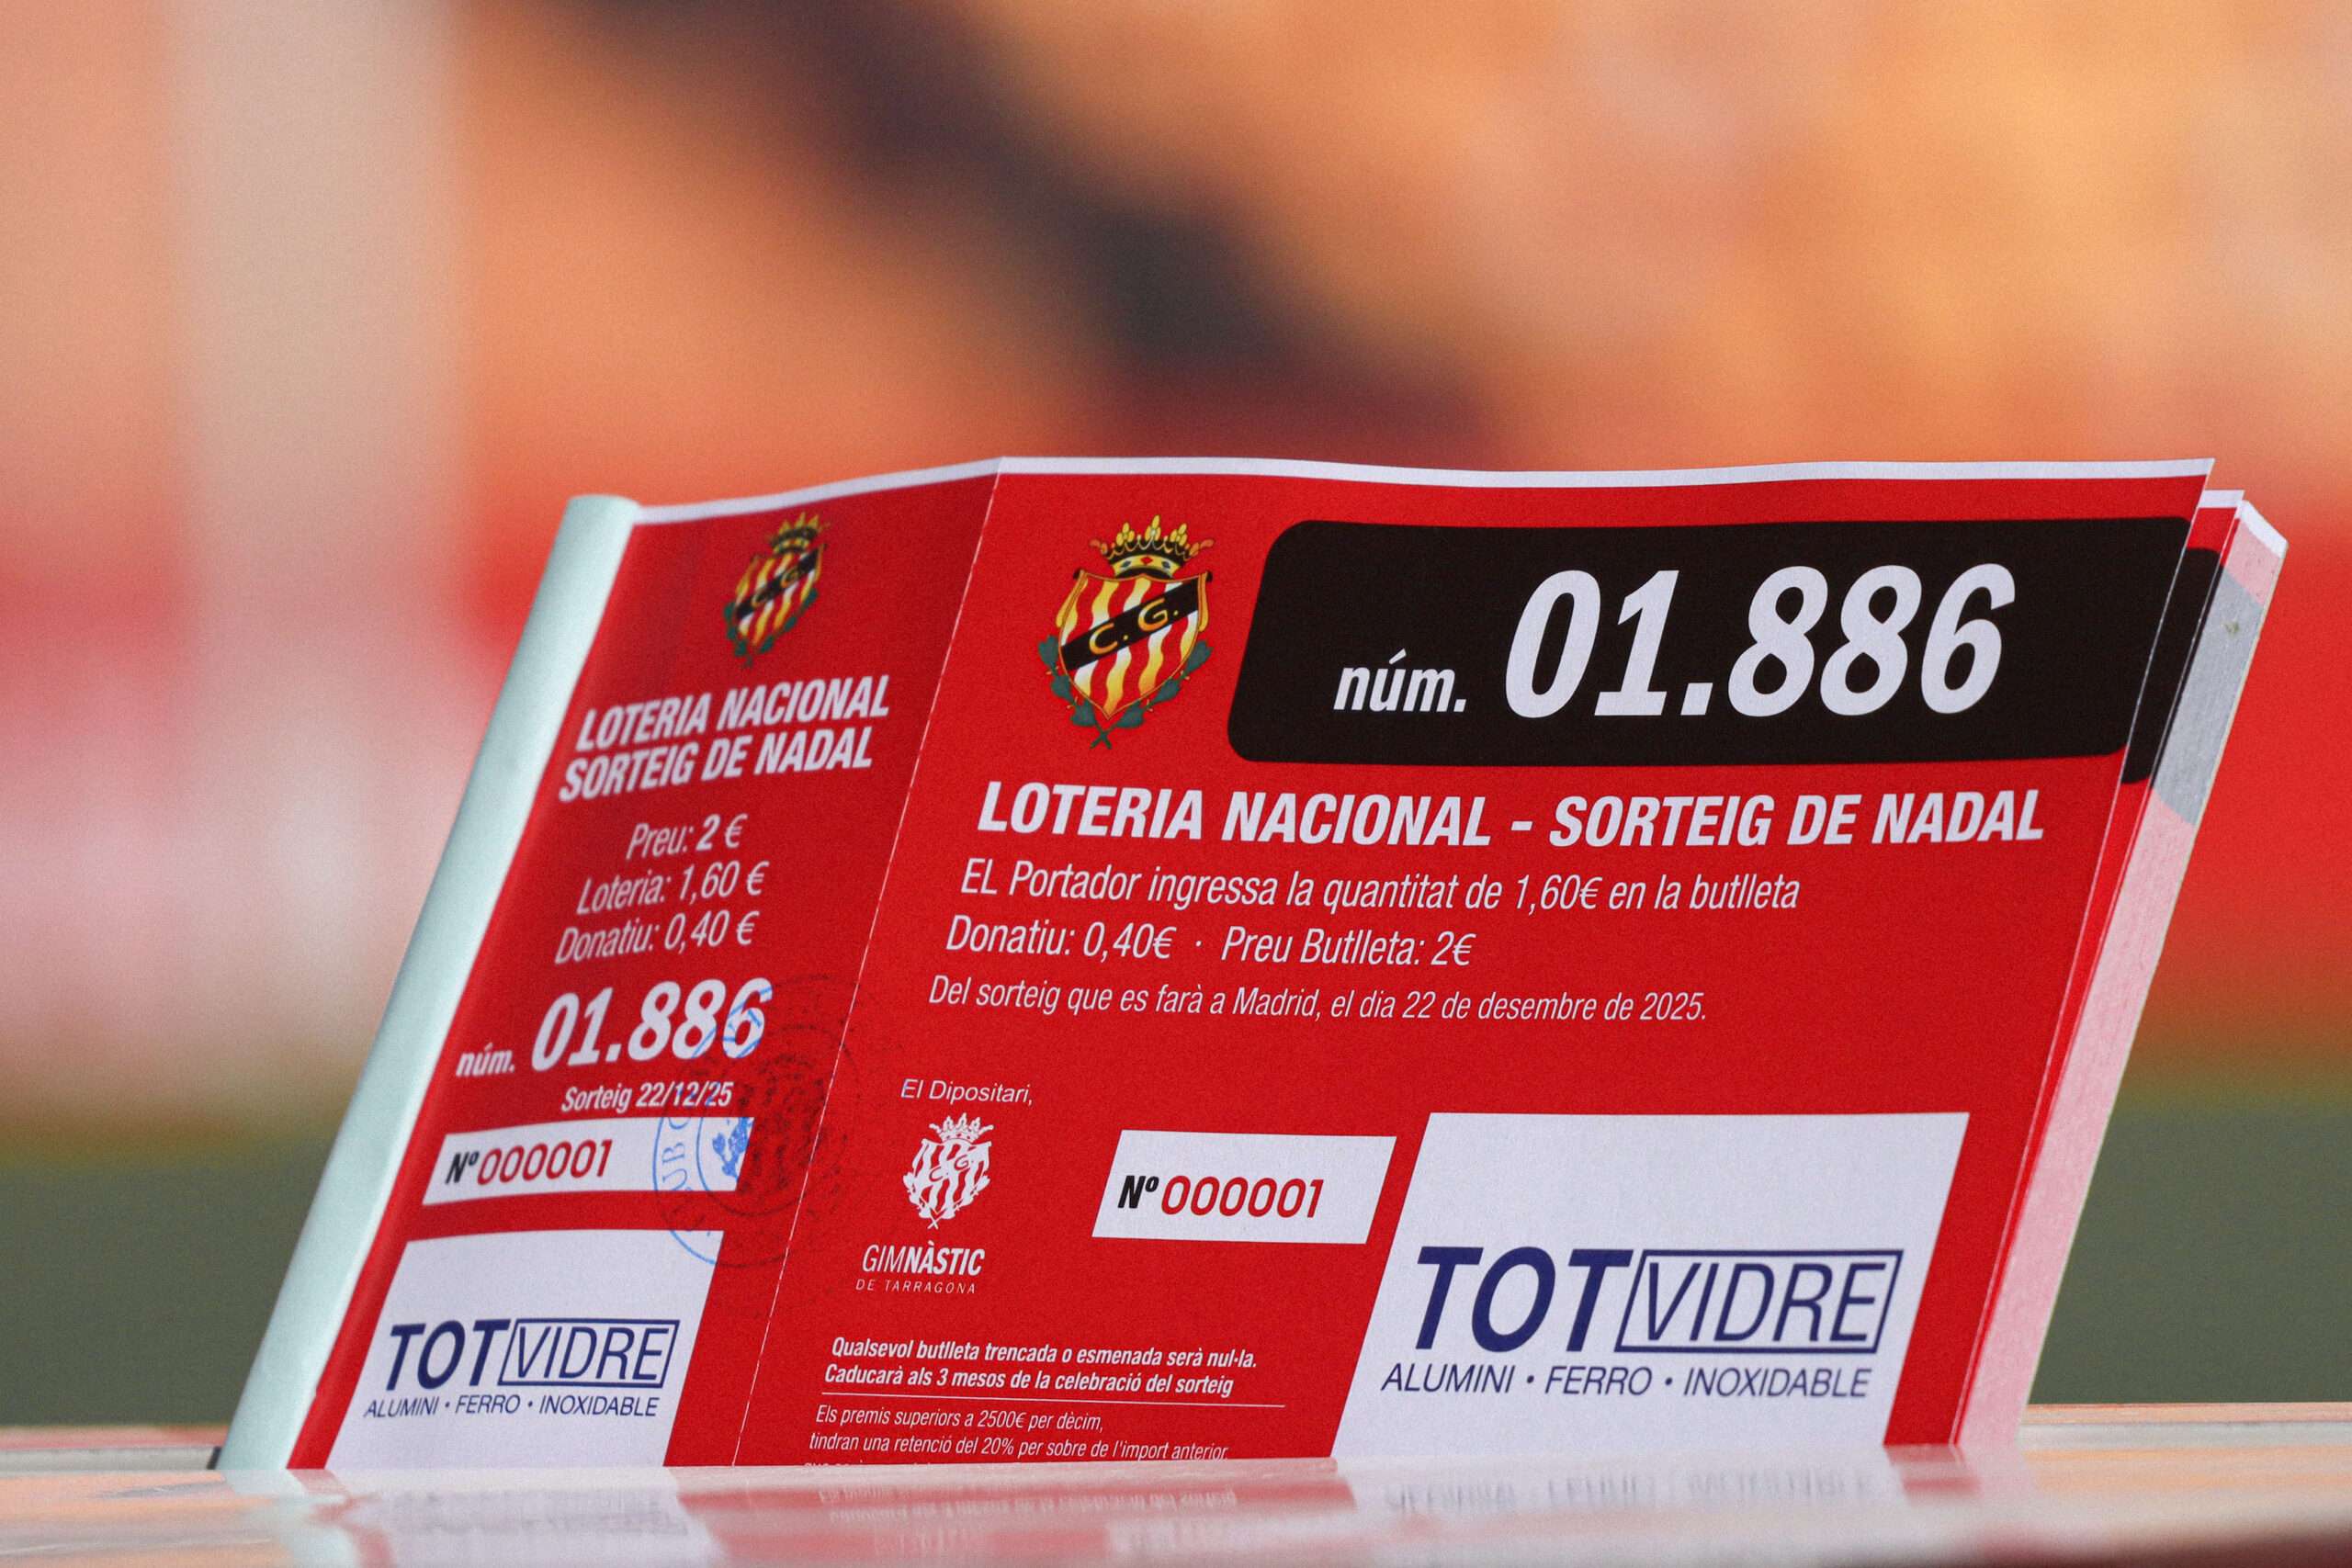 LOTERIA NACIONAL
SORTEIG DE NADAL
Preu: 2 €
Loteria: 1,60 €
Donatiu: 0,40 €
núm. 01.886
Sorteig 22/12/25
Nº 000001
TOT VIDRE
ALUMINI · FERRO · INOXIDABLE
C. G.
núm. 01.886
LOTERIA NACIONAL - SORTEIG DE NADAL
EL Portador ingressa la quantitat de 1,60€ en la butlleta
Donatiu: 0,40€ · Preu Butlleta: 2€
Del sorteig que es farà a Madrid, el dia 22 de desembre de 2025.
El Dipositari,
GIMNÀSTIC
DE TARRAGONA
Nº 000001
Qualsevol butlleta trencada o esmenada serà nul·la.
Caducarà als 3 mesos de la celebració del sorteig
Els premis superiors a 2500€ per dècim,
tindran una retenció del 20% per sobre de l'import anterior,
TOT VIDRE
ALUMINI · FERRO · INOXIDABLE